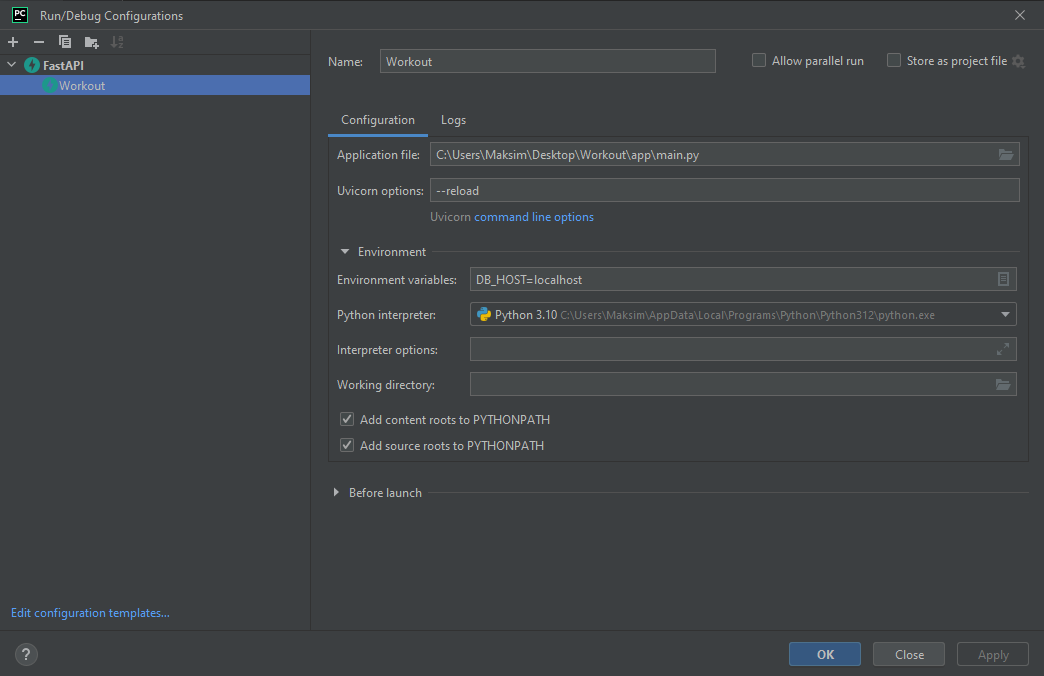 PC Run/Debug Configurations
FastAPI
Workout
Name: Workout
Allow parallel run
Store as project file
Configuration Logs
Application file: C:\Users\Maksim\Desktop\Workout\app\main.py
Uvicorn options: --reload
Uvicorn command line options
Environment
Environment variables: DB_HOST=localhost
Python interpreter: Python 3.10 C:\Users\Maksim\AppData\Local\Programs\Python\Python312\python.exe
Interpreter options:
Working directory:
Add content roots to PYTHONPATH
Add source roots to PYTHONPATH
Before launch
Edit configuration templates...
? OK Close Apply